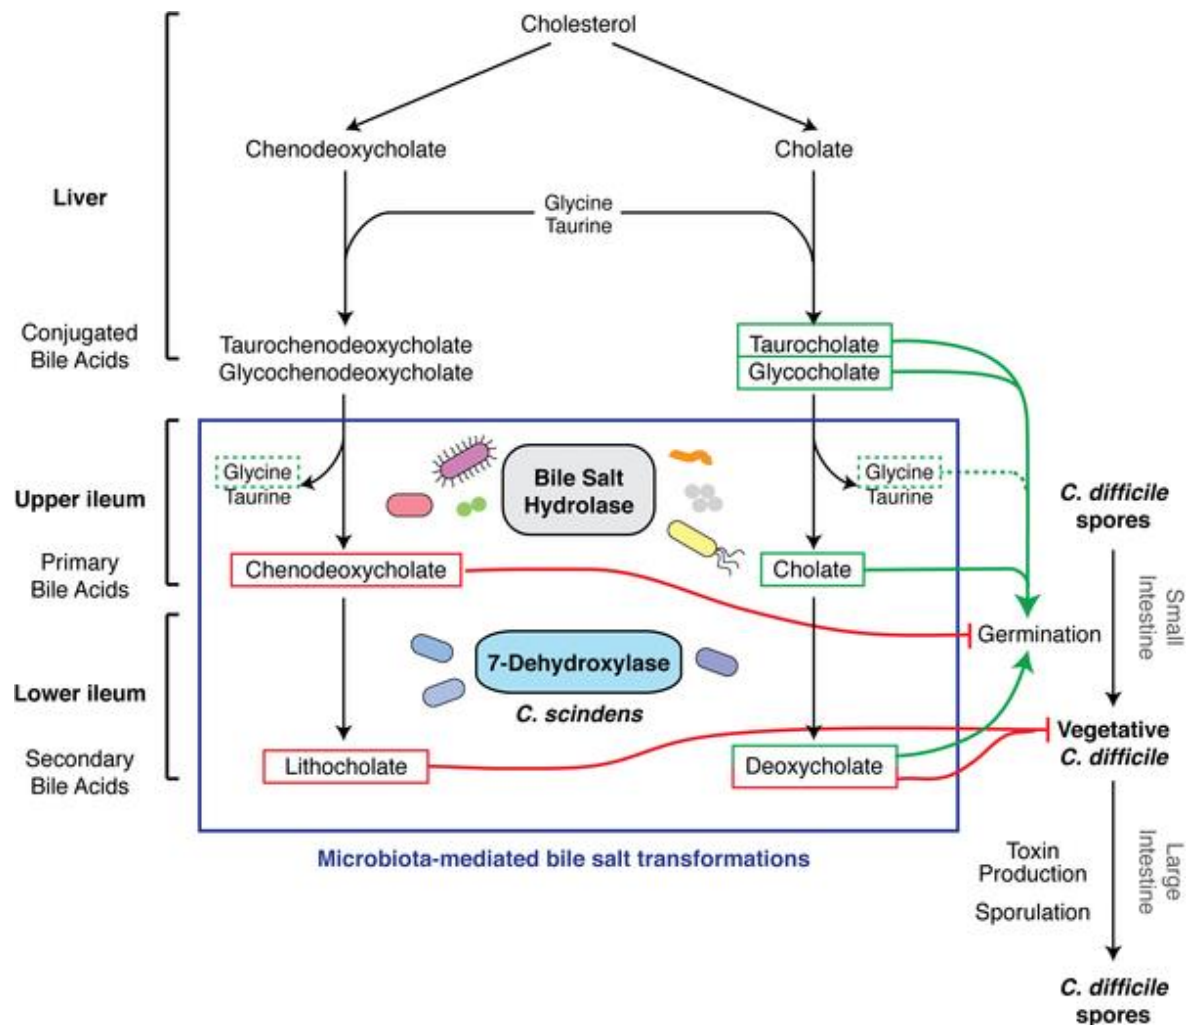 Cholesterol
Chenodeoxycholate
Cholate
Liver
Glycine
Taurine
Conjugated
Bile Acids
Taurochenodeoxycholate
Glycochenodeoxycholate
Taurocholate
Glycocholate
Upper ileum
Glycine
Taurine
Bile Salt
Hydrolase
Glycine
Taurine
C. difficile
spores
Primary
Bile Acids
Chenodeoxycholate
Cholate
Small
Intestine
Germination
Lower ileum
7-Dehydroxylase
C. scindens
Vegetative
C. difficile
Secondary
Bile Acids
Lithocholate
Deoxycholate
Microbiota-mediated bile salt transformations
Toxin
Production
Sporulation
Large
Intestine
C. difficile
spores